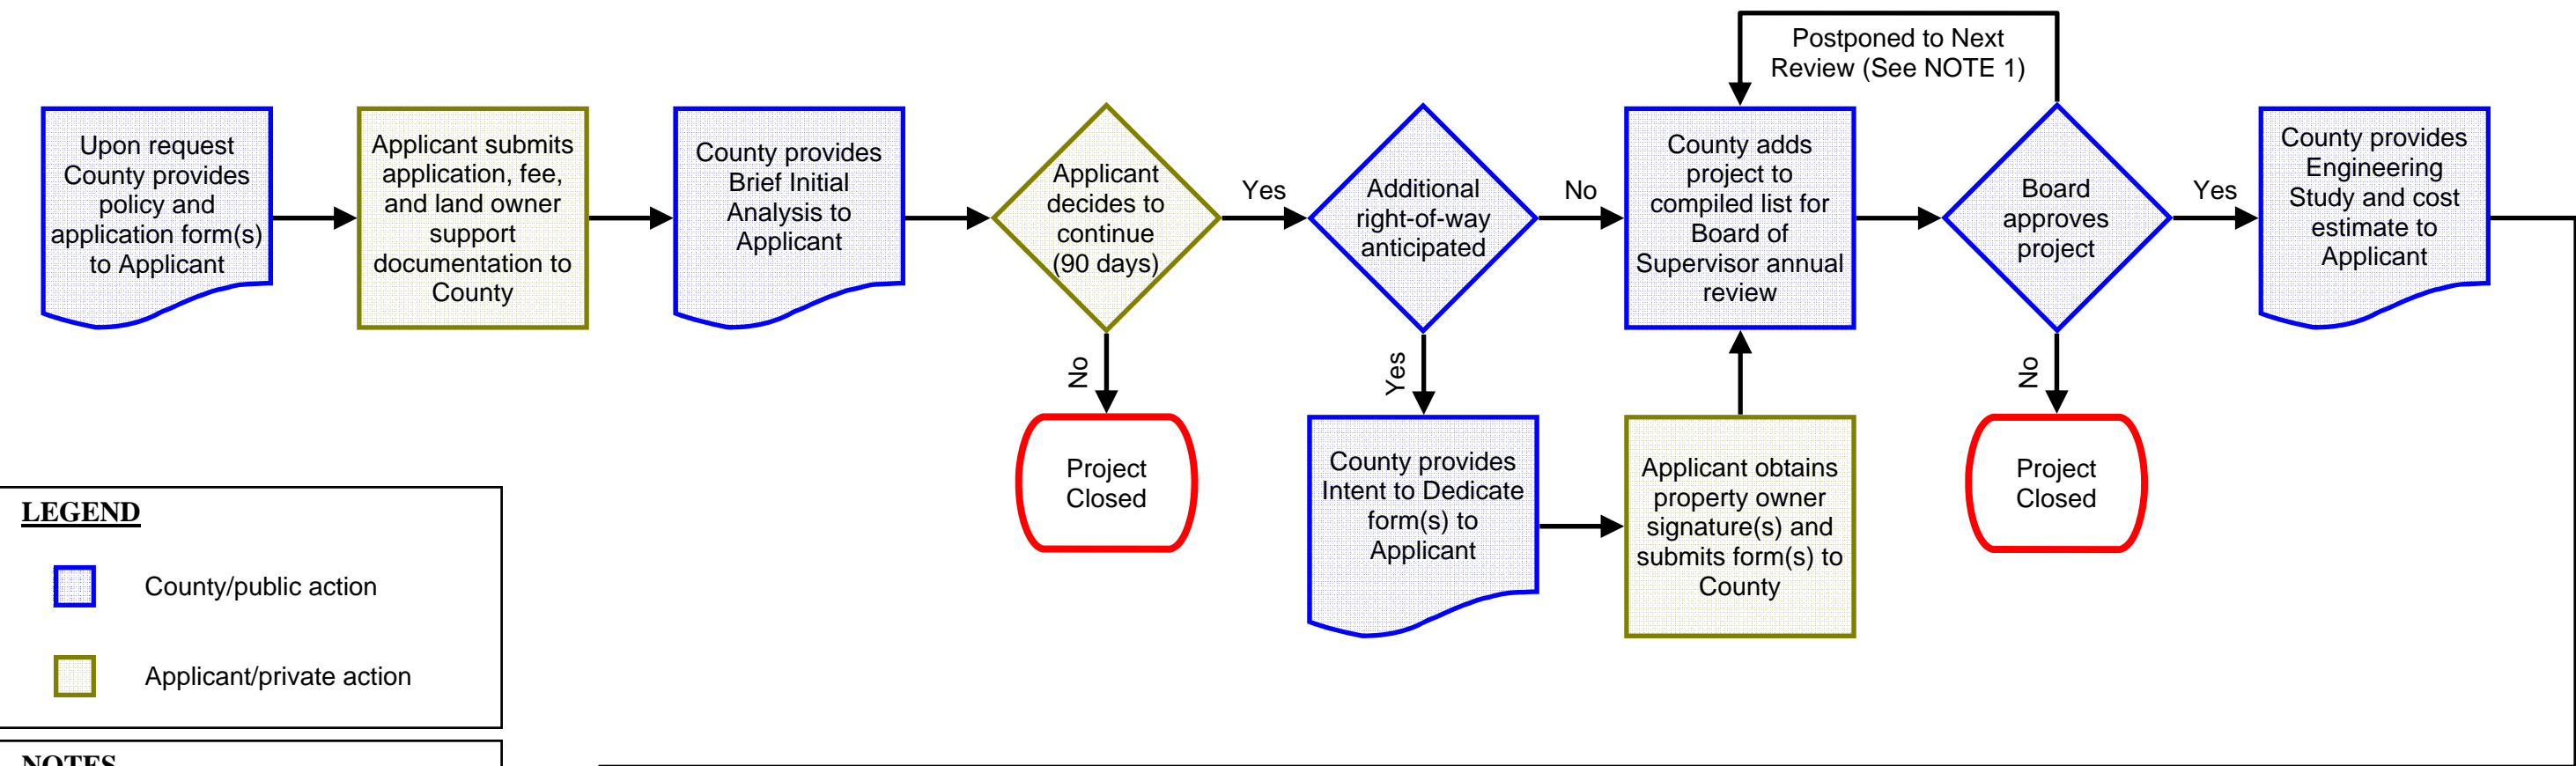 Postponed to Next
Review (See NOTE 1)
Upon request
County provides
policy and
application form(s)
to Applicant
Applicant submits
application, fee,
and land owner
support
documentation to
County
County provides
Brief Initial
Analysis to
Applicant
Applicant
decides to
continue
(90 days)
Yes
No
Project
Closed
Additional
right-of-way
anticipated
No
Yes
County provides
Intent to Dedicate
form(s) to
Applicant
Applicant obtains
property owner
signature(s) and
submits form(s) to
County
County adds
project to
compiled list for
Board of
Supervisor annual
review
Board
approves
project
Yes
No
Project
Closed
County provides
Engineering
Study and cost
estimate to
Applicant
LEGEND
County/public action
Applicant/private action
NOTES